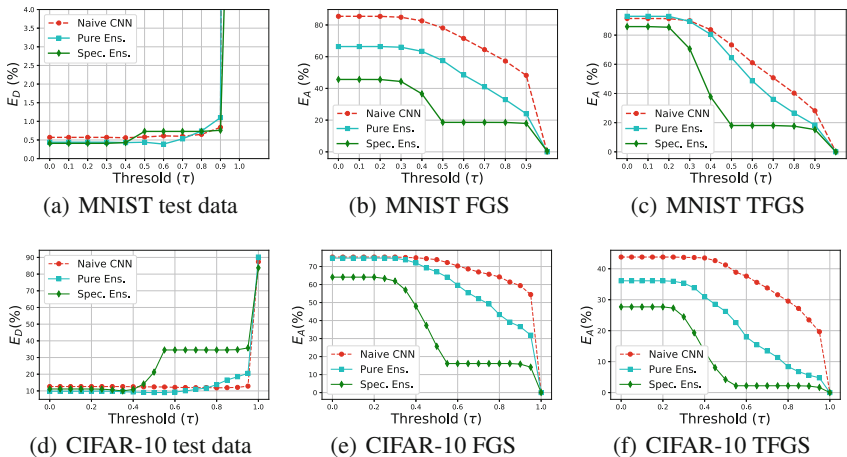 4.0
3.5
3.0
2.5
2.0
1.5
1.0
0.5
0.0
E_D (%)
Naive CNN
Pure Ens.
Spec. Ens.
0.0 0.1 0.2 0.3 0.4 0.5 0.6 0.7 0.8 0.9 1.0
Thresold (τ)
(a) MNIST test data
80
60
40
20
0
E_A (%)
Naive CNN
Pure Ens.
Spec. Ens.
0.0 0.1 0.2 0.3 0.4 0.5 0.6 0.7 0.8 0.9
Thresold (τ)
(b) MNIST FGS
80
60
40
20
0
E_A (%)
Naive CNN
Pure Ens.
Spec. Ens.
0.0 0.1 0.2 0.3 0.4 0.5 0.6 0.7 0.8 0.9
Thresold (τ)
(c) MNIST TFGS
90
80
70
60
50
40
30
20
10
E_D(%)
Naive CNN
Pure Ens.
Spec. Ens.
0.0 0.2 0.4 0.6 0.8 1.0
Threshold (τ)
(d) CIFAR-10 test data
70
60
50
40
30
20
10
0
E_A(%)
Naive CNN
Pure Ens.
Spec. Ens.
0.0 0.2 0.4 0.6 0.8 1.0
Threshold (τ)
(e) CIFAR-10 FGS
40
30
20
10
0
E_A(%)
Naive CNN
Pure Ens.
Spec. Ens.
0.0 0.2 0.4 0.6 0.8 1.0
Threshold (τ)
(f) CIFAR-10 TFGS